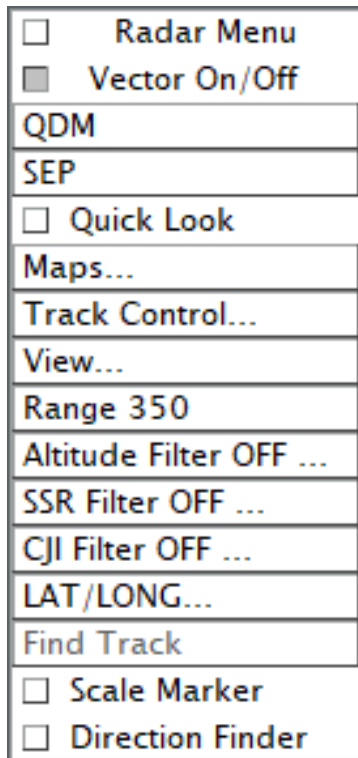 Radar Menu
Vector On/Off
QDM
SEP
Quick Look
Maps...
Track Control...
View...
Range 350
Altitude Filter OFF ...
SSR Filter OFF ...
CJI Filter OFF ...
LAT/LONG...
Find Track
Scale Marker
Direction Finder